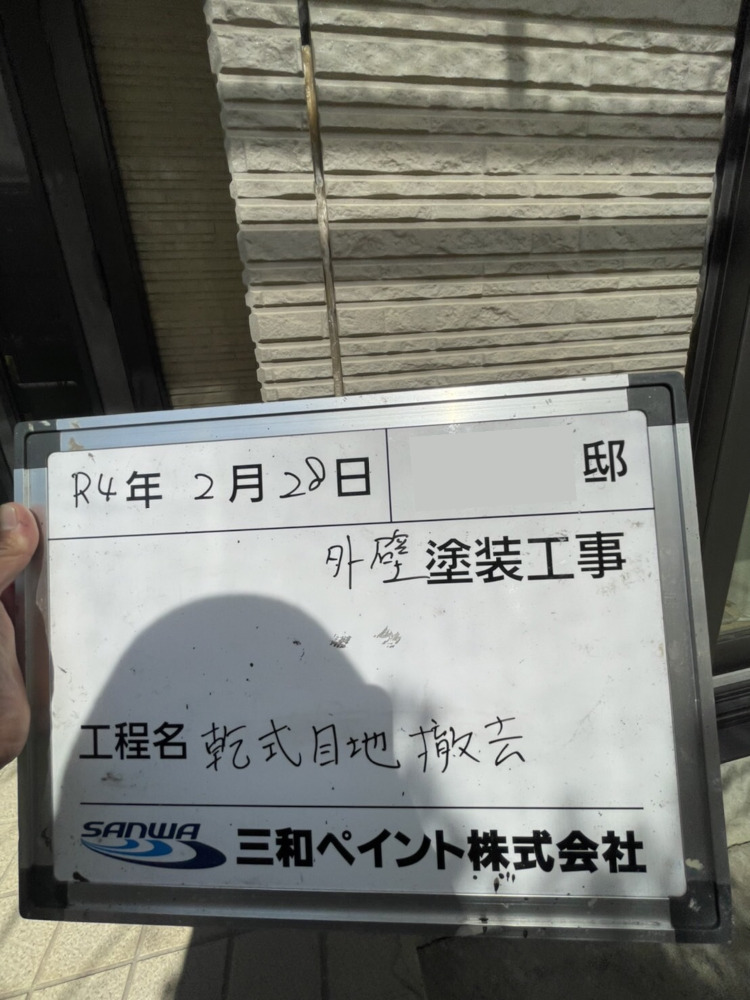 R4年 2月28日 邸
外壁塗装工事
工程名 乾式目地撤去
SANWA 三和ペイント株式会社